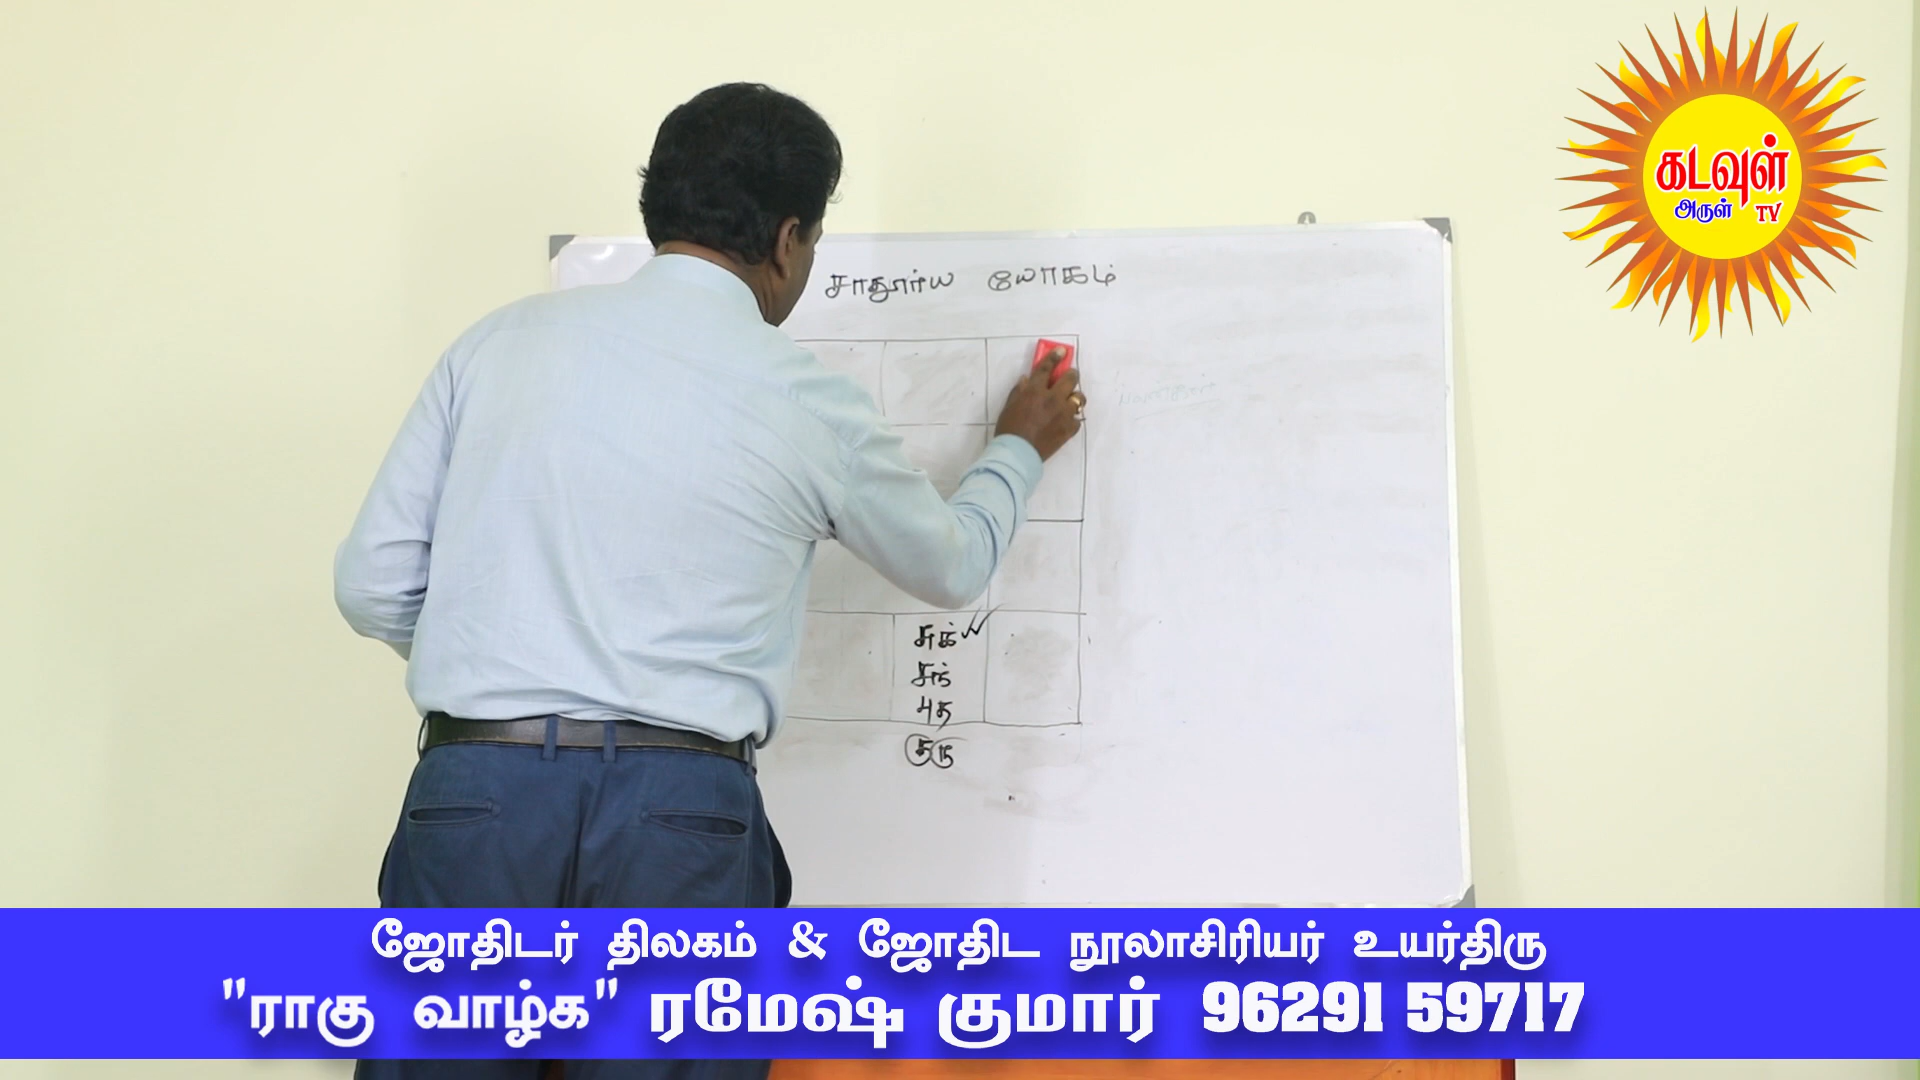 கடவுள்
அருள் TV
சாதூர்ய யோகம்
சுக்
சந்
புத
குரு
ஜோதிடர் திலகம் & ஜோதிட நூலாசிரியர் உயர்திரு
"ராகு வாழ்க" ரமேஷ் குமார் 96291 59717